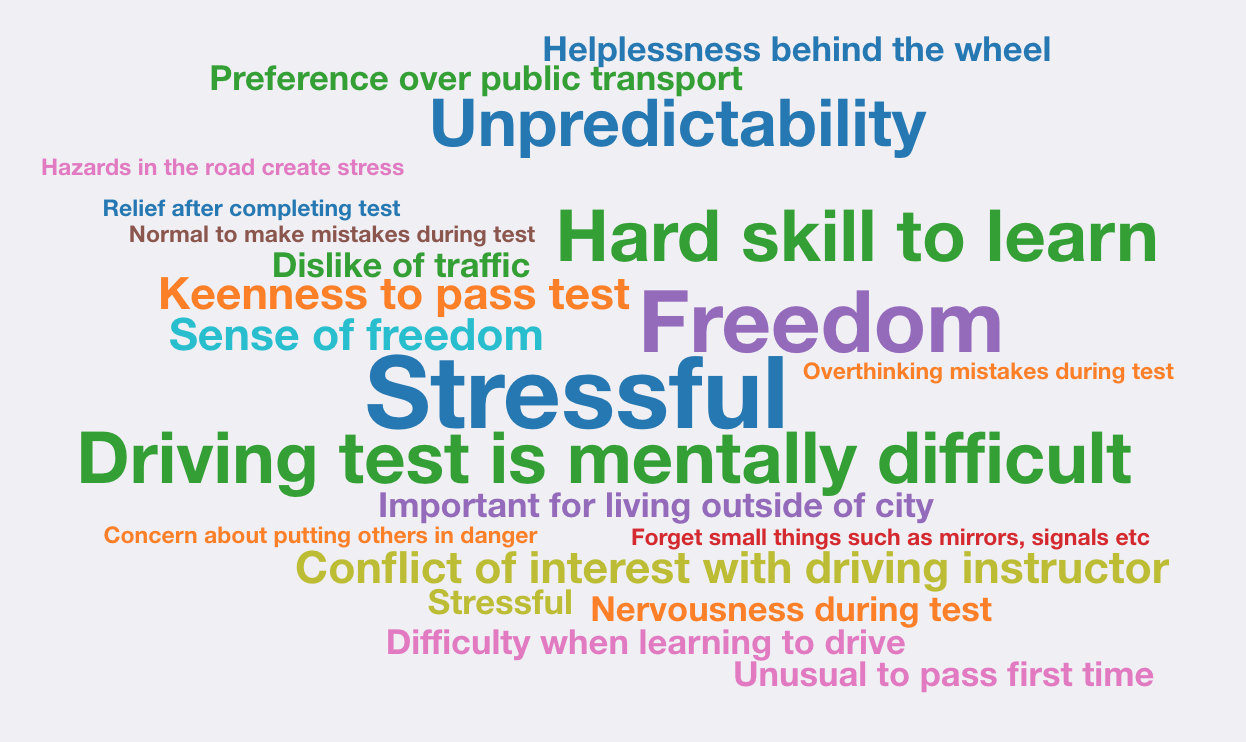 Helplessness behind the wheel
Preference over public transport
Unpredictability
Hazards in the road create stress
Relief after completing test
Normal to make mistakes during test
Hard skill to learn
Dislike of traffic
Keenness to pass test
Freedom
Sense of freedom
Stressful
Overthinking mistakes during test
Driving test is mentally difficult
Important for living outside of city
Concern about putting others in danger
Forget small things such as mirrors, signals etc
Conflict of interest with driving instructor
Stressful
Nervousness during test
Difficulty when learning to drive
Unusual to pass first time